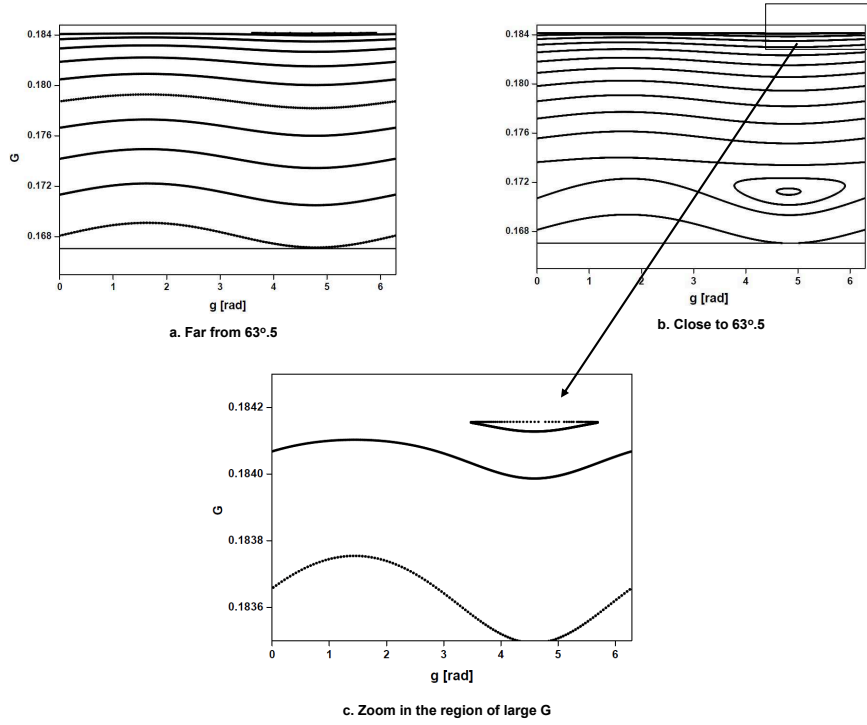 0.184
0.180
0.176
G
0.172
0.168
0 1 2 3 4 5 6
g [rad]
a. Far from 63º.5
0.184
0.180
0.176
0.172
0.168
0 1 2 3 4 5 6
g [rad]
b. Close to 63º.5
0.1842
0.1840
G
0.1838
0.1836
0 1 2 3 4 5 6
g [rad]
c. Zoom in the region of large G